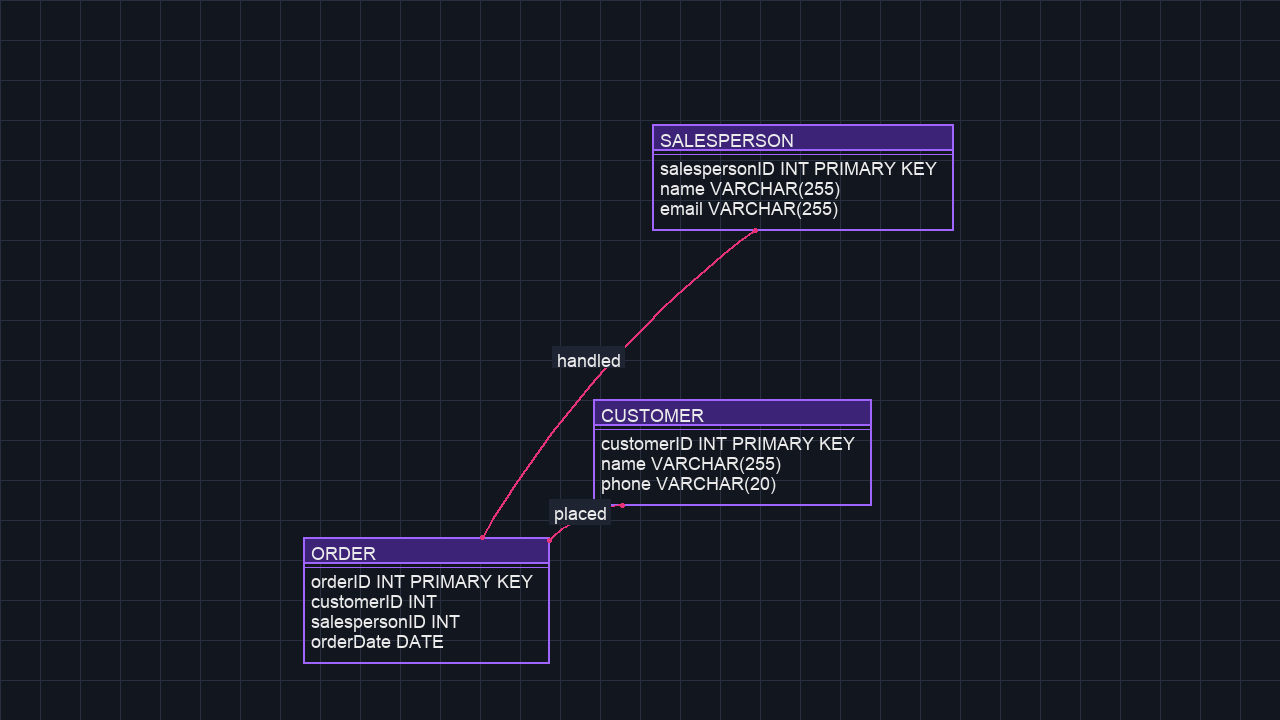 SALESPERSON
salespersonID INT PRIMARY KEY
name VARCHAR(255)
email VARCHAR(255)
handled
CUSTOMER
customerID INT PRIMARY KEY
name VARCHAR(255)
phone VARCHAR(20)
placed
ORDER
orderID INT PRIMARY KEY
customerID INT
salespersonID INT
orderDate DATE